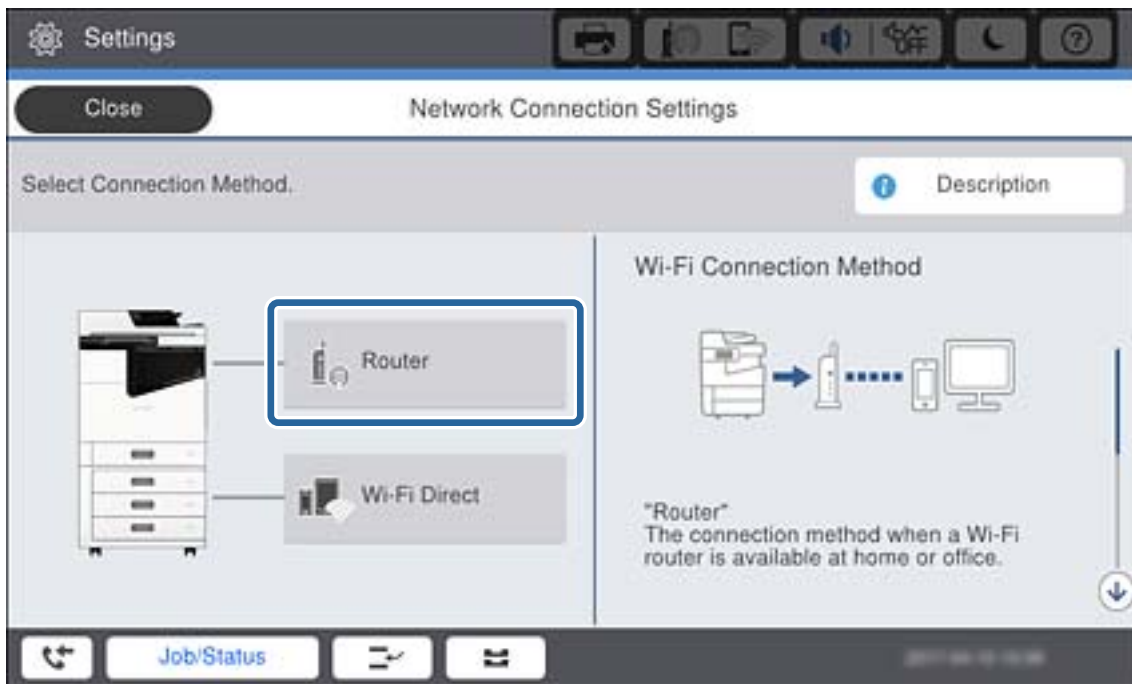 Settings
OFF
Close
Network Connection Settings
Select Connection Method.
Description
Wi-Fi Connection Method
Router
Wi-Fi Direct
"Router"
The connection method when a Wi-Fi
router is available at home or office.
Job/Status